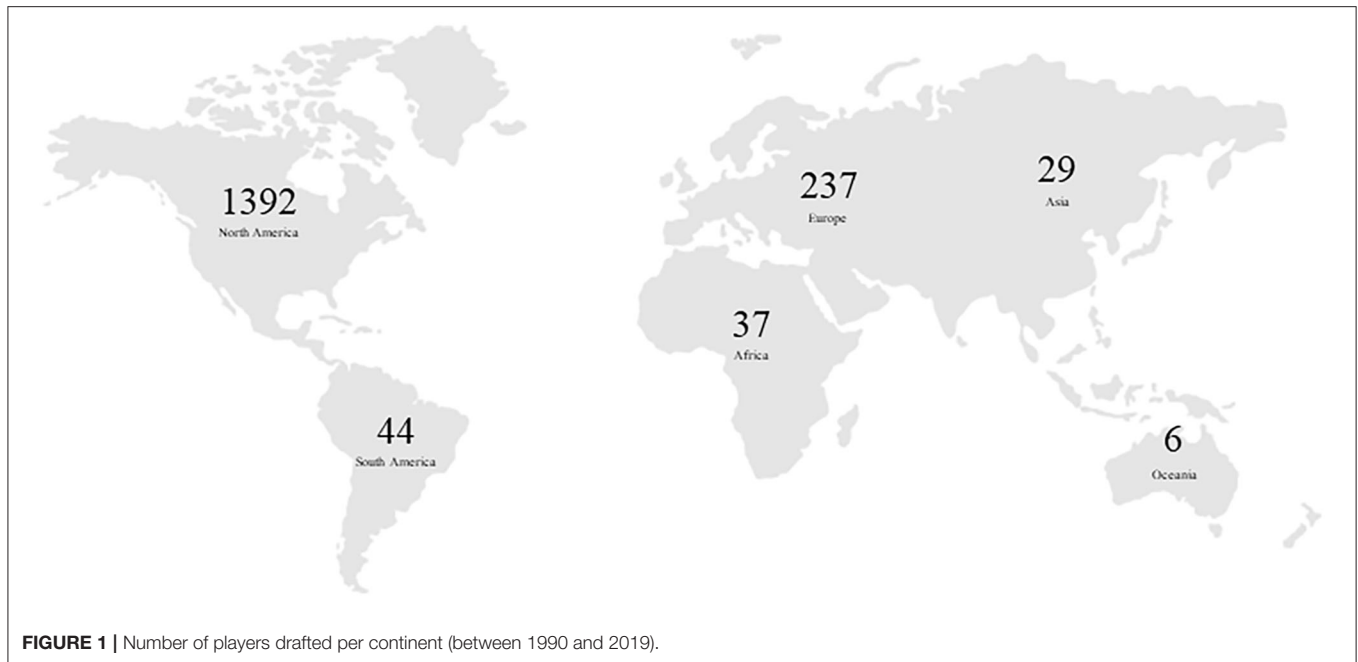 1392
North America
237
Europe
29
Asia
37
Africa
44
South America
6
Oceania
FIGURE 1 | Number of players drafted per continent (between 1990 and 2019).